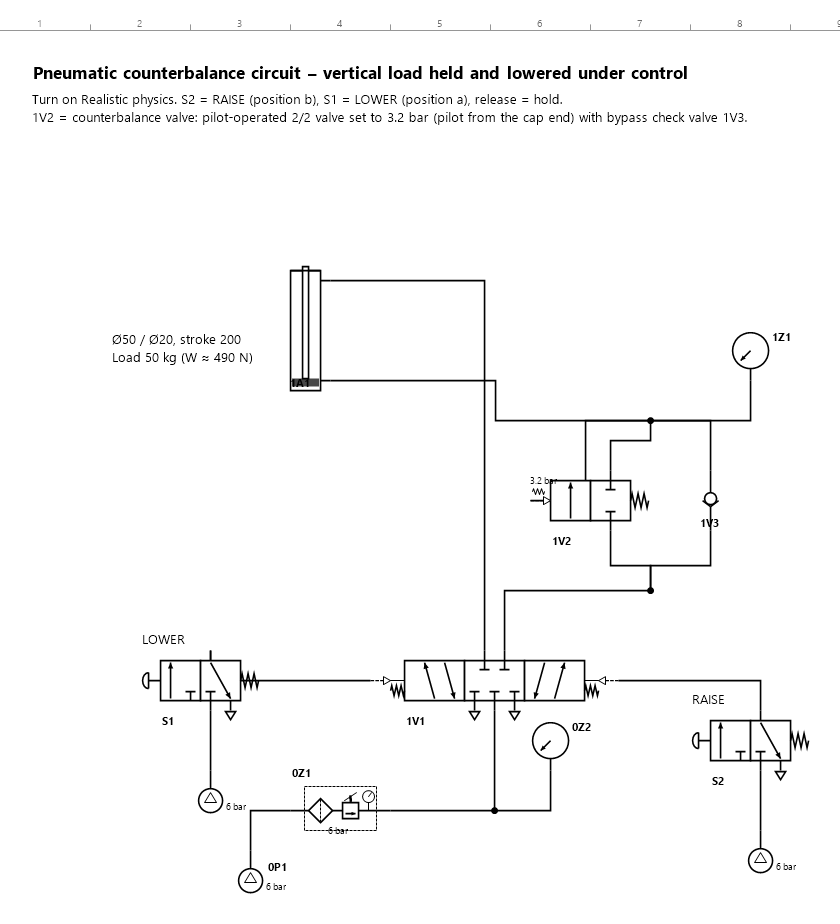 1 2 3 4 5 6 7 8
Pneumatic counterbalance circuit – vertical load held and lowered under control
Turn on Realistic physics. S2 = RAISE (position b), S1 = LOWER (position a), release = hold.
1V2 = counterbalance valve: pilot-operated 2/2 valve set to 3.2 bar (pilot from the cap end) with bypass check valve 1V3.
Ø50 / Ø20, stroke 200
Load 50 kg (W ≈ 490 N)
1Z1
1A1
3.2 bar
1V3
1V2
LOWER
RAISE
S1
1V1
0Z2
S2
0Z1
6 bar
6 bar
0P1
6 bar
6 bar